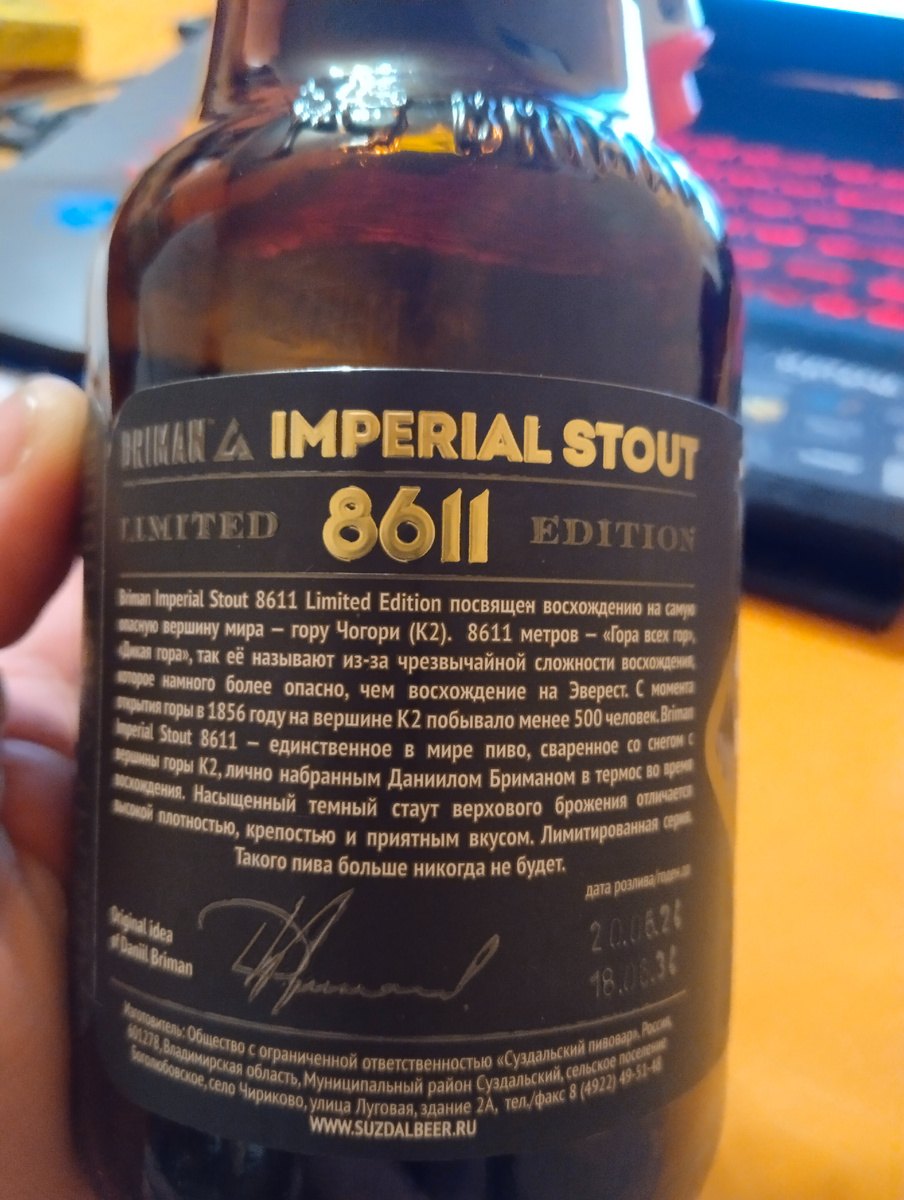 BRIMAN IMPERIAL STOUT
LIMITED 8611 EDITION
Briman Imperial Stout 8611 Limited Edition посвящен восхождению на самую
опасную вершину мира — гору Чогори (К2). 8611 метров — «Гора всех гор»,
«Дикая гора», так её называют из-за чрезвычайной сложности восхождения,
которое намного более опасно, чем восхождение на Эверест. С момента
открытия горы в 1856 году на вершине К2 побывало менее 500 человек. Briman
Imperial Stout 8611 — единственное в мире пиво, сваренное со снегом с
вершины горы К2, лично набранным Даниилом Бриманом в термос во время
восхождения. Насыщенный темный стаут верхового брожения отличается
высокой плотностью, крепостью и приятным вкусом. Лимитированная серия.
Такого пива больше никогда не будет.
дата розлива/годен до
Original idea
of Daniil Briman
Изготовитель: Общество с ограниченной ответственностью «Суздальский пивовар». Россия,
601278, Владимирская область, Муниципальный район Суздальский, сельское поселение
Боголюбовское, село Чириково, улица Луговая, здание 2А, тел./факс 8 (4922) 49-51-48
WWW.SUZDALBEER.RU